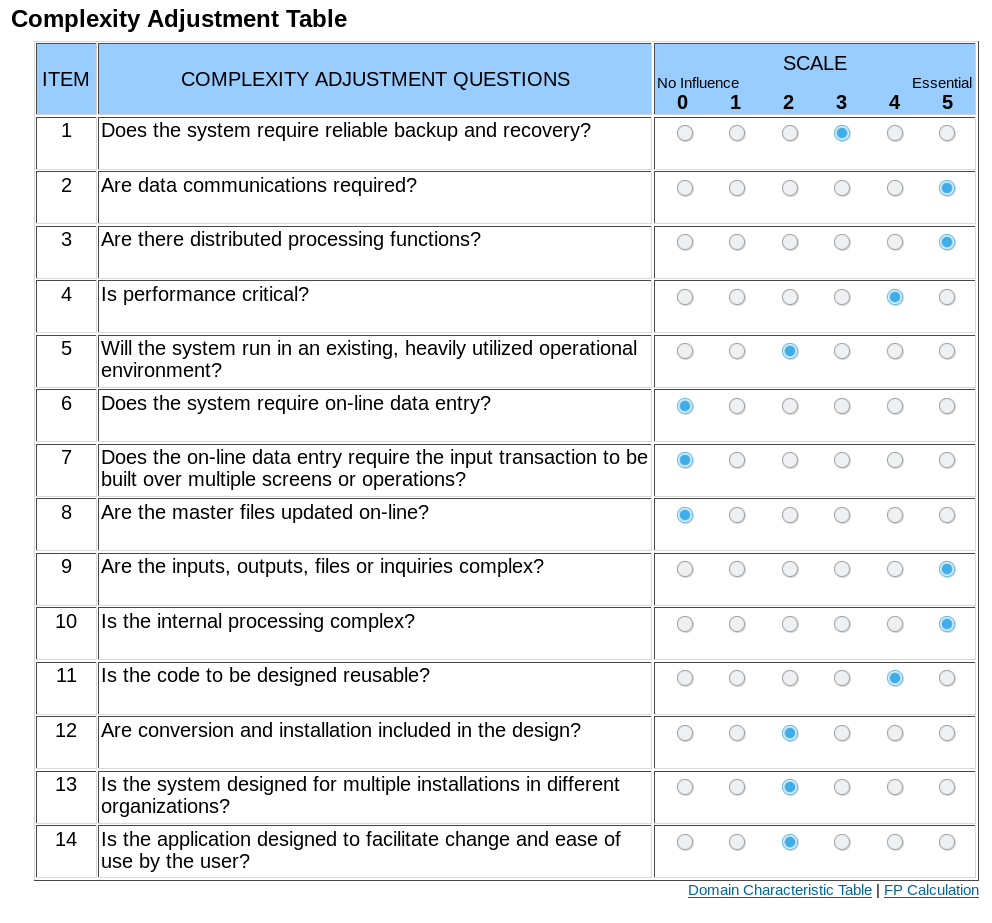 Complexity Adjustment Table
ITEM COMPLEXITY ADJUSTMENT QUESTIONS SCALE
No Influence Essential
0 1 2 3 4 5
1 Does the system require reliable backup and recovery?
2 Are data communications required?
3 Are there distributed processing functions?
4 Is performance critical?
5 Will the system run in an existing, heavily utilized operational
environment?
6 Does the system require on-line data entry?
7 Does the on-line data entry require the input transaction to be
built over multiple screens or operations?
8 Are the master files updated on-line?
9 Are the inputs, outputs, files or inquiries complex?
10 Is the internal processing complex?
11 Is the code to be designed reusable?
12 Are conversion and installation included in the design?
13 Is the system designed for multiple installations in different
organizations?
14 Is the application designed to facilitate change and ease of
use by the user?
Domain Characteristic Table | FP Calculation